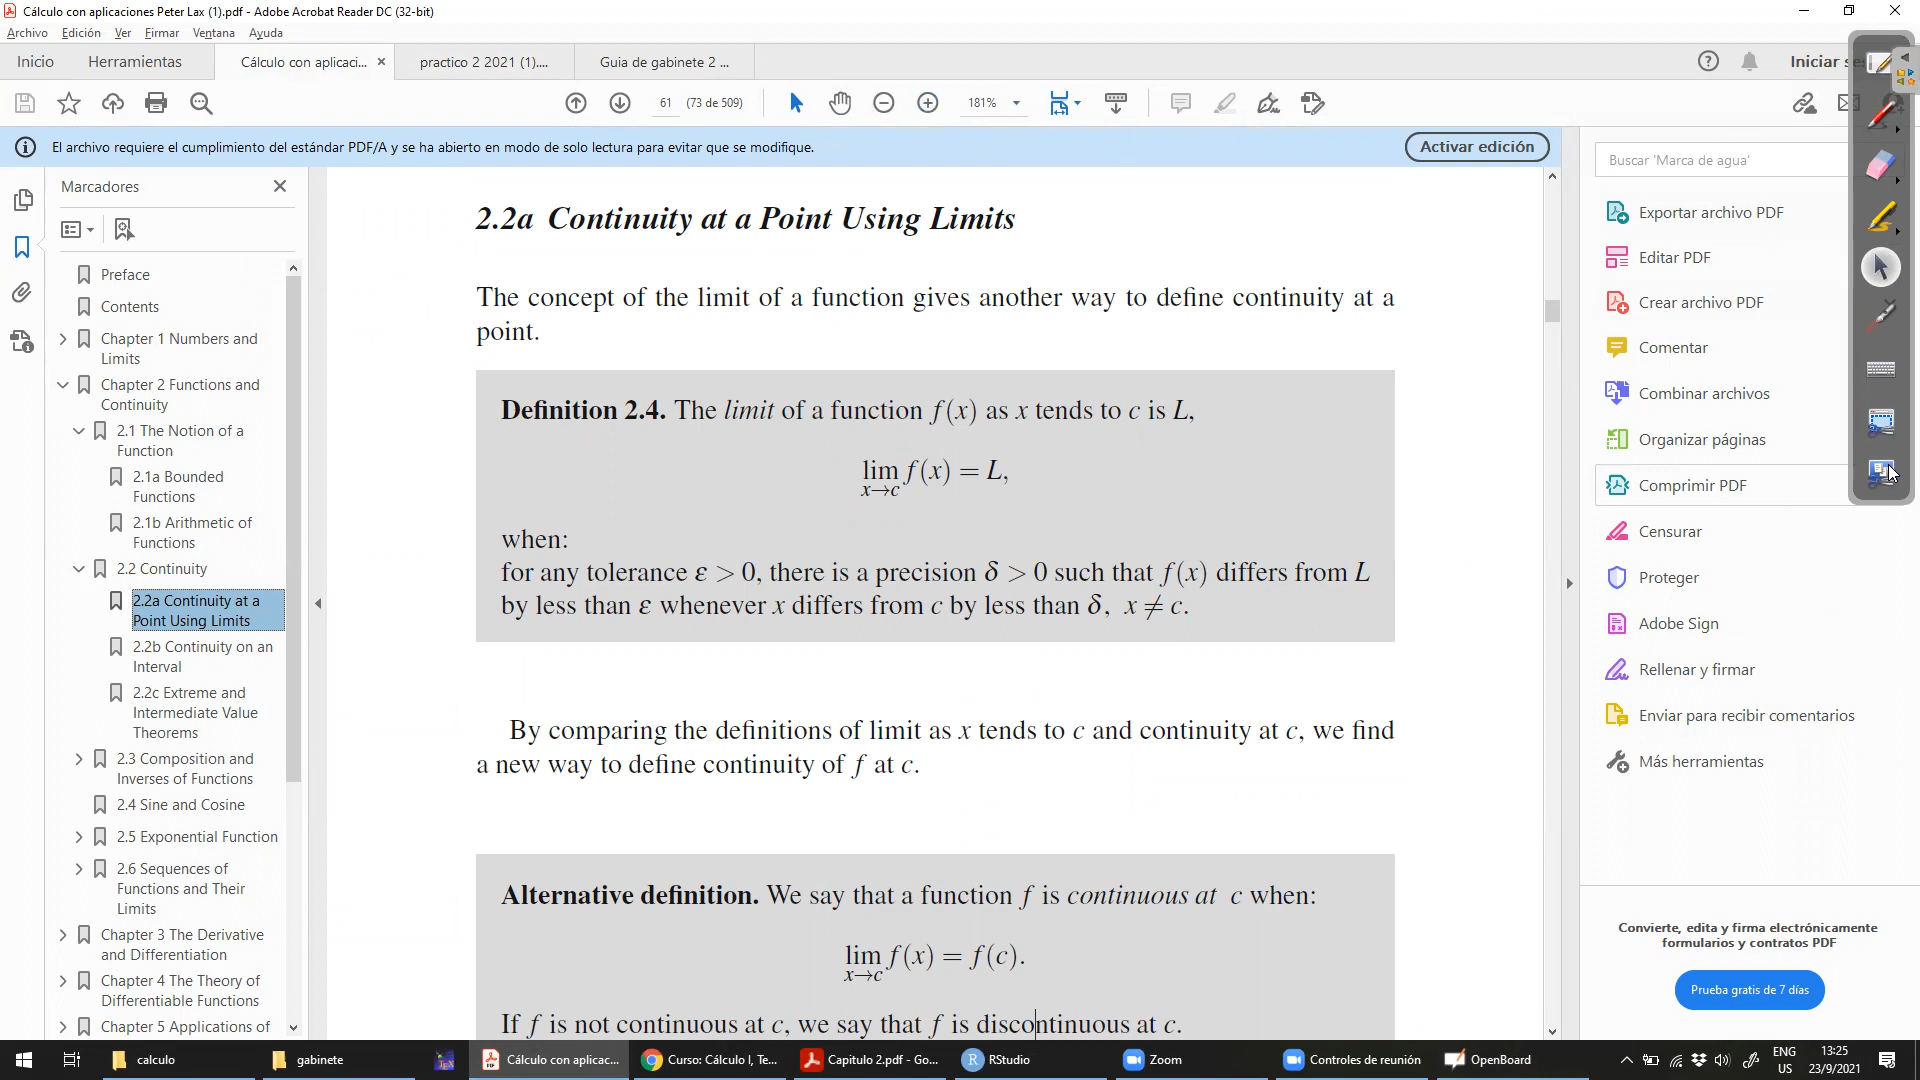 Cálculo con aplicaciones Peter Lax (1).pdf - Adobe Acrobat Reader DC (32-bit)
Archivo Edición Ver Firmar Ventana Ayuda
Inicio Herramientas Cálculo con aplicaci... × practico 2 2021 (1).... Guia de gabinete 2 ... Iniciar se
61 (73 de 509) 181%
El archivo requiere el cumplimiento del estándar PDF/A y se ha abierto en modo de solo lectura para evitar que se modifique. Activar edición
Marcadores
Preface
Contents
Chapter 1 Numbers and
Limits
Chapter 2 Functions and
Continuity
2.1 The Notion of a
Function
2.1a Bounded
Functions
2.1b Arithmetic of
Functions
2.2 Continuity
2.2a Continuity at a
Point Using Limits
2.2b Continuity on an
Interval
2.2c Extreme and
Intermediate Value
Theorems
2.3 Composition and
Inverses of Functions
2.4 Sine and Cosine
2.5 Exponential Function
2.6 Sequences of
Functions and Their
Limits
Chapter 3 The Derivative
and Differentiation
Chapter 4 The Theory of
Differentiable Functions
Chapter 5 Applications of
2.2a Continuity at a Point Using Limits
The concept of the limit of a function gives another way to define continuity at a
point.
Definition 2.4. The limit of a function f(x) as x tends to c is L,
lim f(x) = L,
x→c
when:
for any tolerance ε > 0, there is a precision δ > 0 such that f(x) differs from L
by less than ε whenever x differs from c by less than δ, x ≠ c.
By comparing the definitions of limit as x tends to c and continuity at c, we find
a new way to define continuity of f at c.
Alternative definition. We say that a function f is continuous at c when:
lim f(x) = f(c).
x→c
If f is not continuous at c, we say that f is discontinuous at c.
Buscar 'Marca de agua'
Exportar archivo PDF
Editar PDF
Crear archivo PDF
Comentar
Combinar archivos
Organizar páginas
Comprimir PDF
Censurar
Proteger
Adobe Sign
Rellenar y firmar
Enviar para recibir comentarios
Más herramientas
Convierte, edita y firma electrónicamente
formularios y contratos PDF
Prueba gratis de 7 días
calculo gabinete Cálculo con aplicac... Curso: Cálculo I, Te... Capitulo 2.pdf - Go... RStudio Zoom Controles de reunión OpenBoard
ENG
US
13:25
23/9/2021